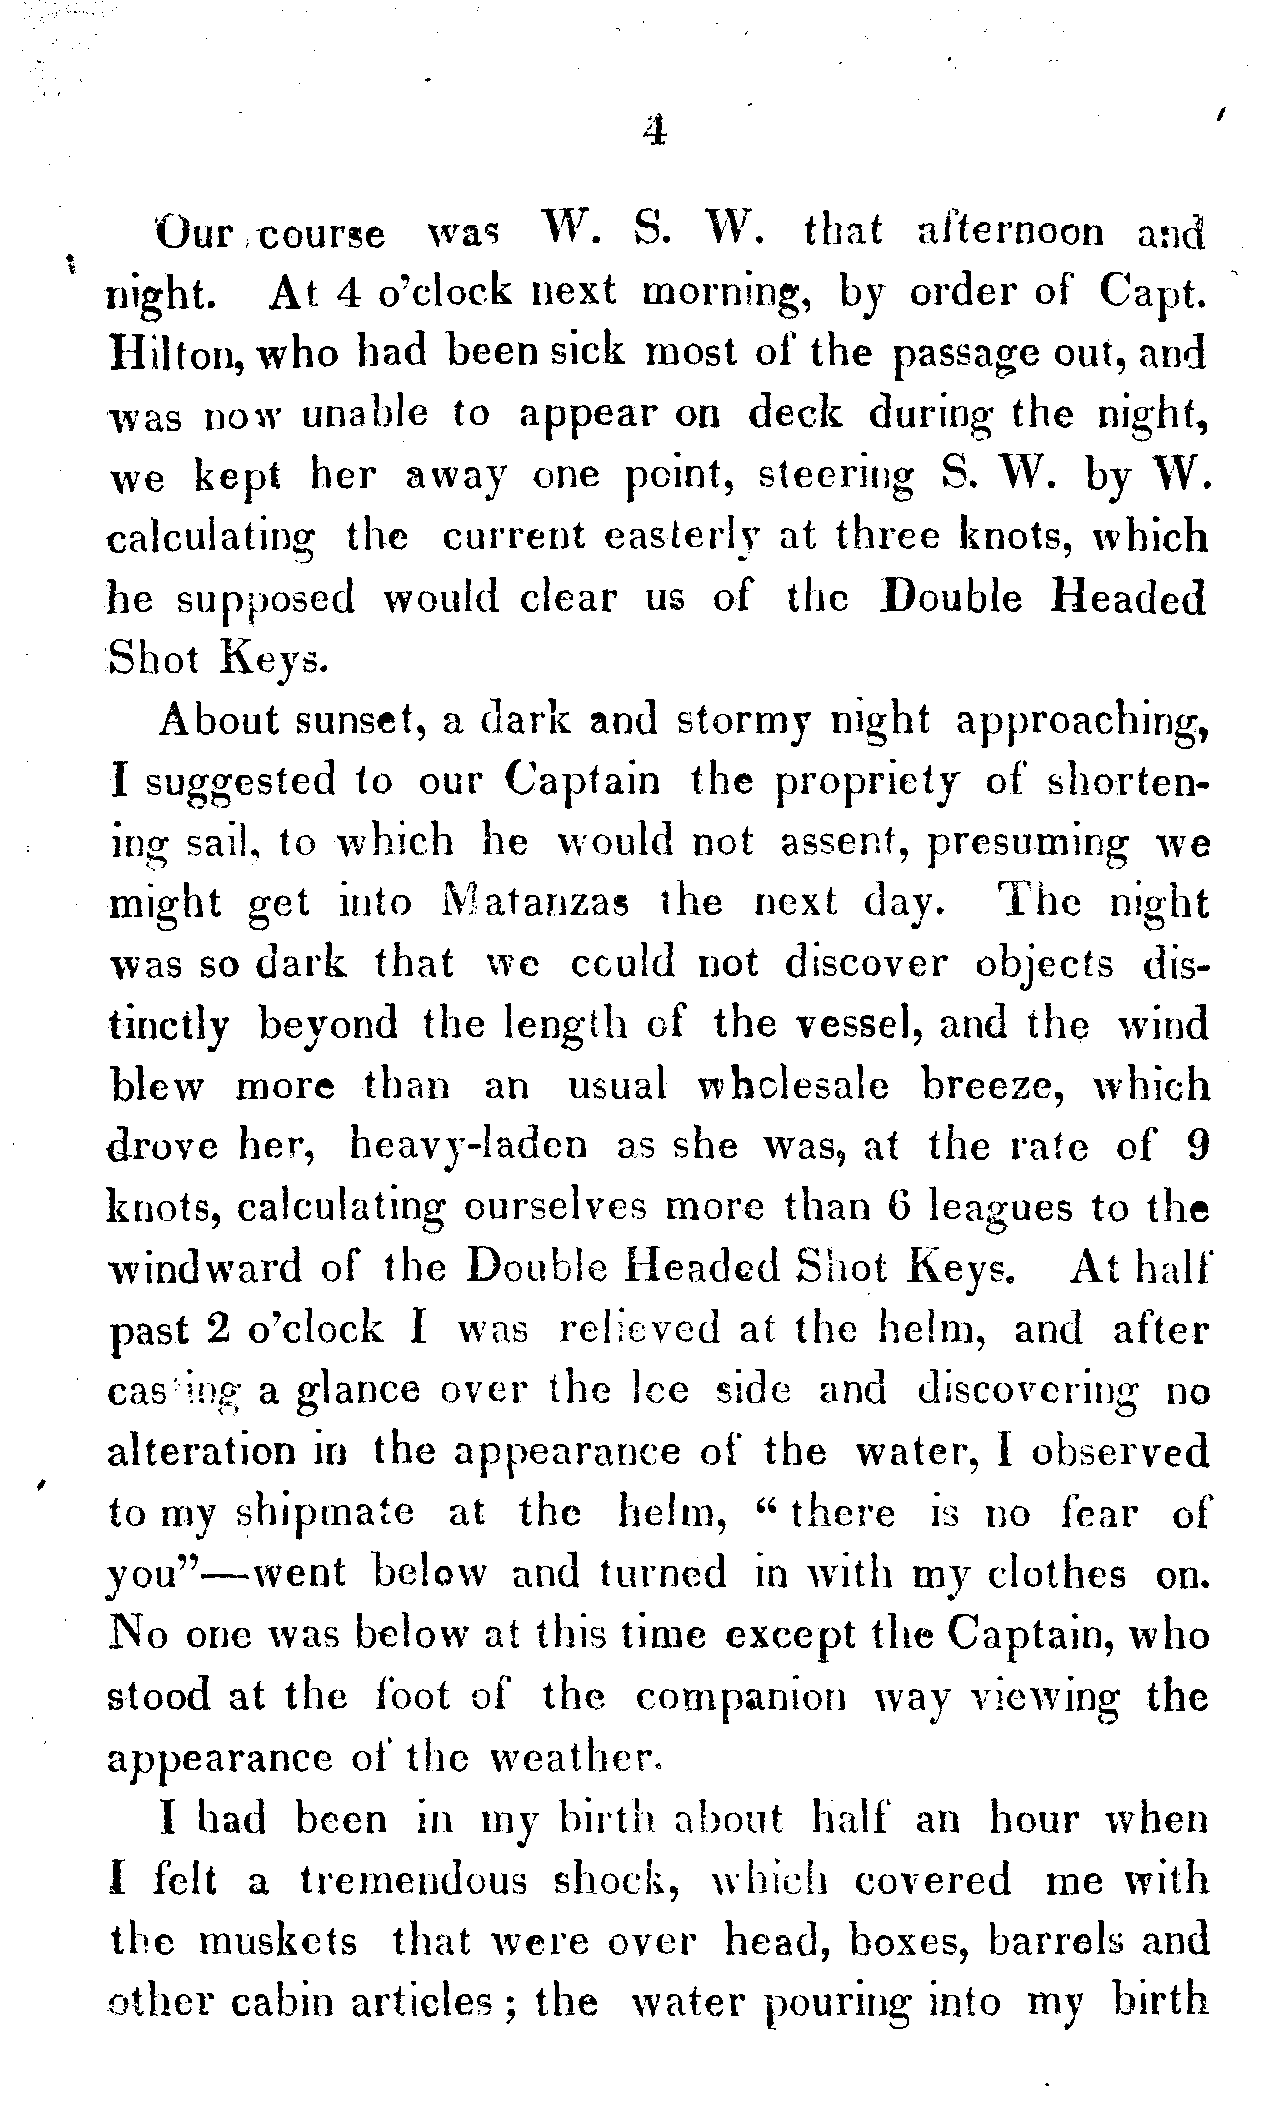 4
Our course was W. S. W. that afternoon and
night. At 4 o'clock next morning, by order of Capt.
Hilton, who had been sick most of the passage out, and
was now unable to appear on deck during the night,
we kept her away one point, steering S. W. by W.
calculating the current easterly at three knots, which
he supposed would clear us of the Double Headed
Shot Keys.
About sunset, a dark and stormy night approaching,
I suggested to our Captain the propriety of shorten-
ing sail, to which he would not assent, presuming we
might get into Matanzas the next day. The night
was so dark that we could not discover objects dis-
tinctly beyond the length of the vessel, and the wind
blew more than an usual wholesale breeze, which
drove her, heavy-laden as she was, at the rate of 9
knots, calculating ourselves more than 6 leagues to the
windward of the Double Headed Shot Keys. At half
past 2 o'clock I was relieved at the helm, and after
casting a glance over the lee side and discovering no
alteration in the appearance of the water, I observed
to my shipmate at the helm, “ there is no fear of
you”—went below and turned in with my clothes on.
No one was below at this time except the Captain, who
stood at the foot of the companion way viewing the
appearance of the weather.
I had been in my birth about half an hour when
I felt a tremendous shock, which covered me with
the muskets that were over head, boxes, barrels and
other cabin articles ; the water pouring into my birth